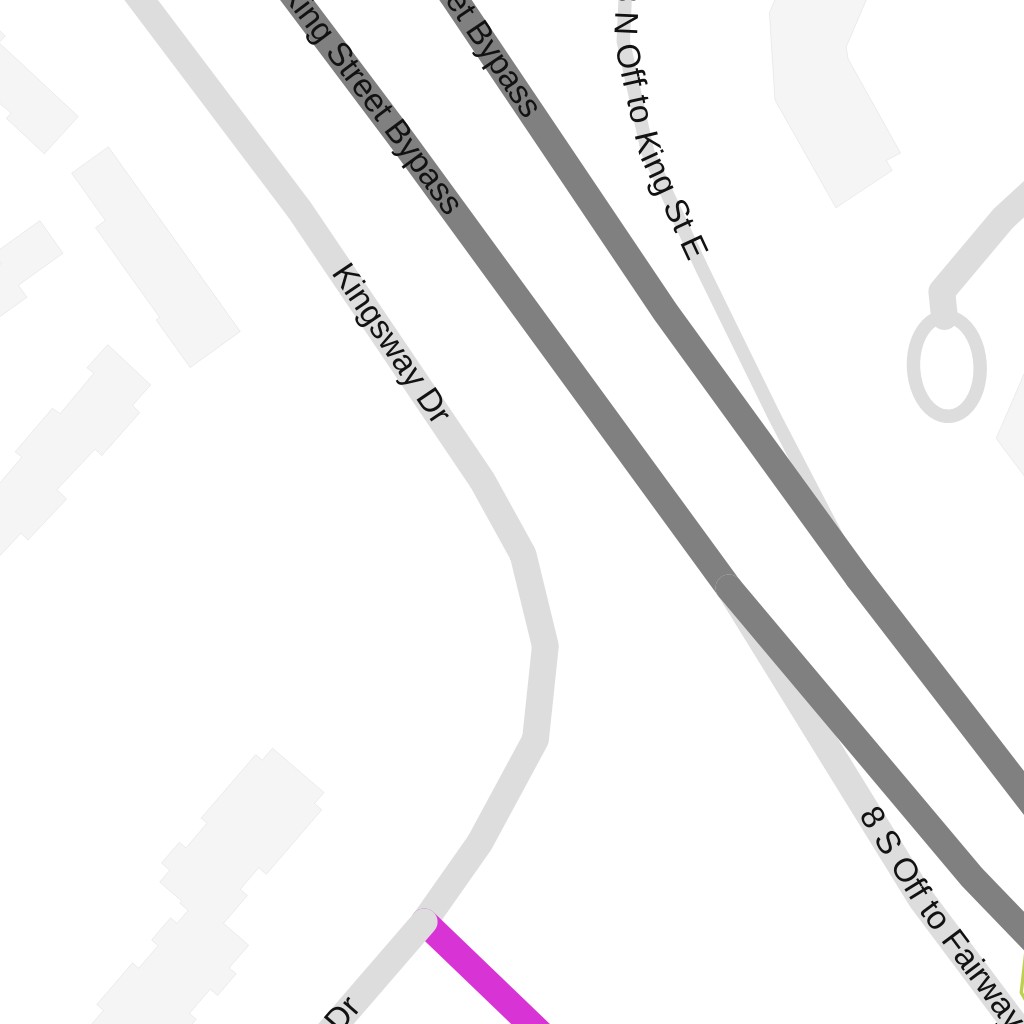 King Street Bypass
et Bypass
N Off to King St E
Kingsway Dr
8 S Off to Fairway
Dr